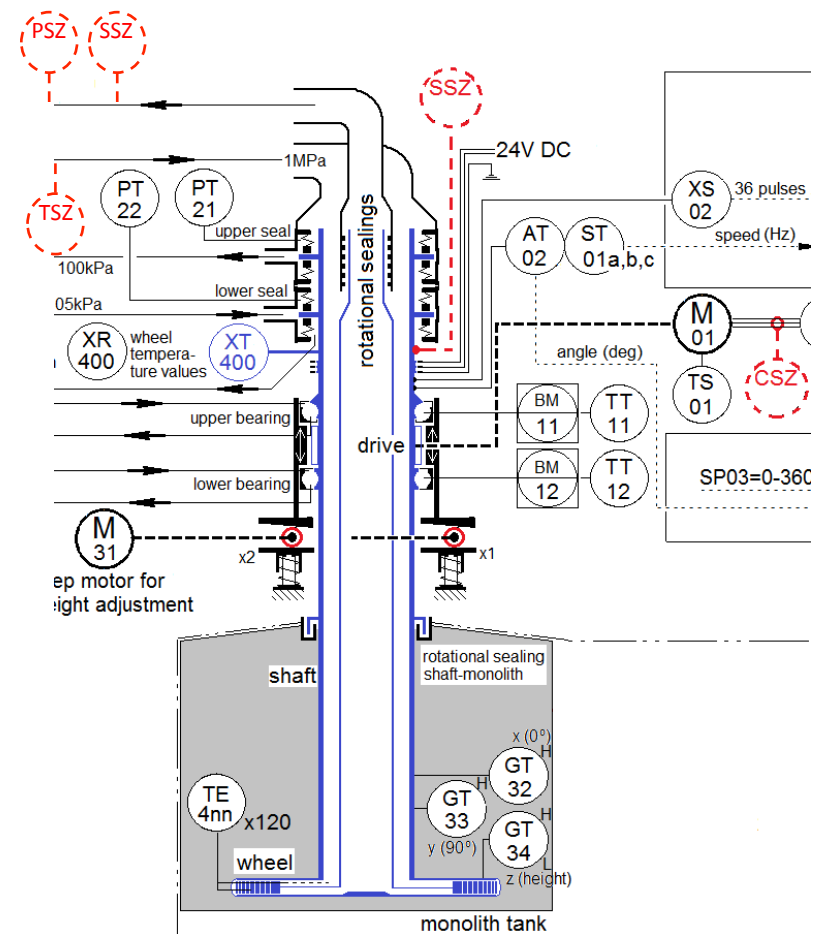 PSZ
SSZ
SSZ
24V DC
1MPa
TSZ
PT
22
PT
21
XS
02
36 pulses
upper seal
AT
02
ST
01a,b,c
speed (Hz)
100kPa
lower seal
rotational sealings
05kPa
M
01
XR
400
wheel
tempera-
ture values
XT
400
angle (deg)
CSZ
TS
01
upper bearing
BM
11
TT
11
drive
lower bearing
BM
12
TT
12
SP03=0-360
M
31
x2
x1
ep motor for
eight adjustment
shaft
rotational sealing
shaft-monolith
x (0º)
H
GT
32
H
GT
33
y (90º)
H
GT
34
L
z (height)
TE
4nn
x120
wheel
monolith tank